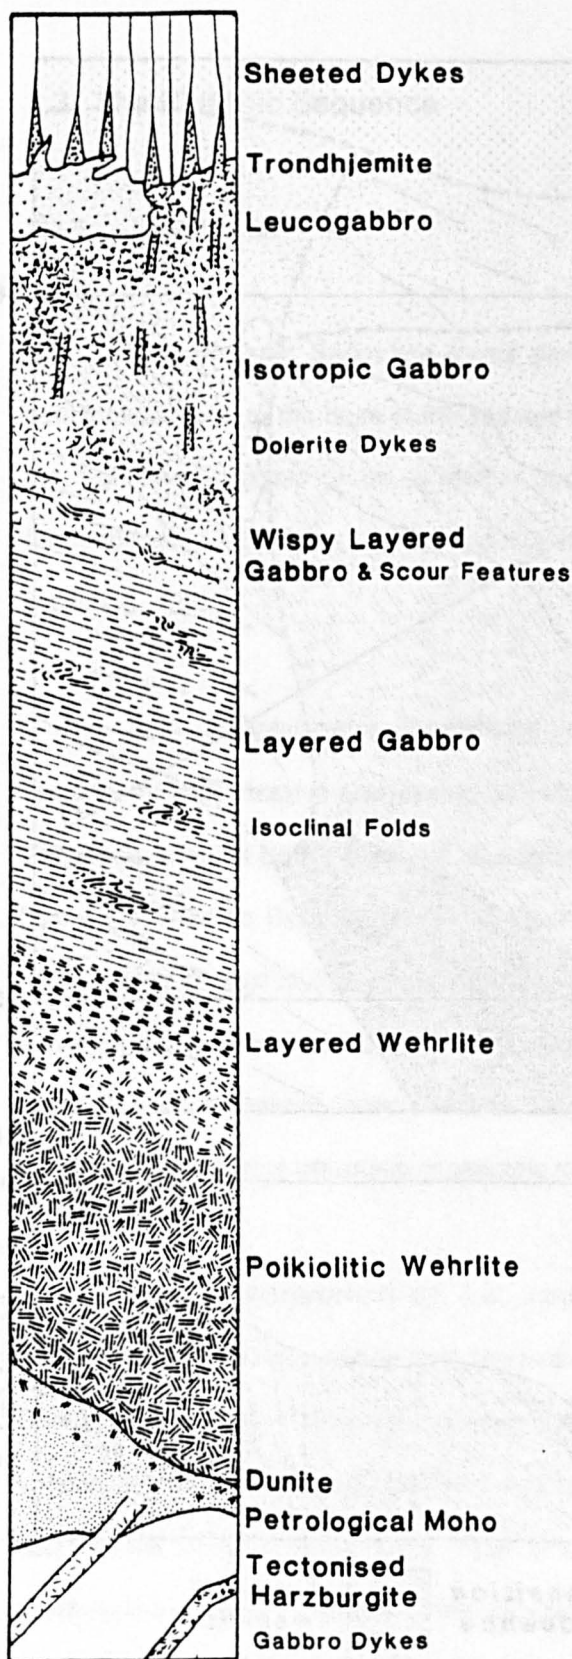 Sheeted Dykes
Trondhjemite
Leucogabbro
Isotropic Gabbro
Dolerite Dykes
Wispy Layered
Gabbro & Scour Features
Layered Gabbro
Isoclinal Folds
Layered Wehrlite
Poikiolitic Wehrlite
Dunite
Petrological Moho
Tectonised
Harzburgite
Gabbro Dykes